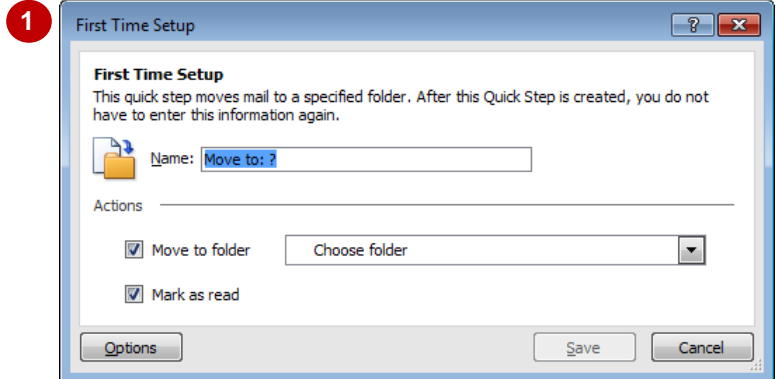 1
First Time Setup
?
First Time Setup
This quick step moves mail to a specified folder. After this Quick Step is created, you do not
have to enter this information again.
Name: Move to: ?
Actions
Move to folder Choose folder
Mark as read
Options Save Cancel